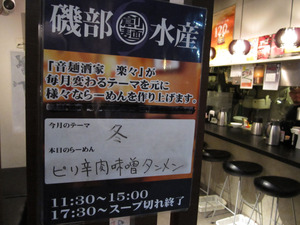 磯部水産
「音麺酒家 楽々」が
毎月変わるテーマを元に
様々ならーめんを作り上げます。
今月のテーマ
冬
本日のらーめん
ピリ辛肉味噌タンメン
11:30~15:00
17:30~スープ切れ終了